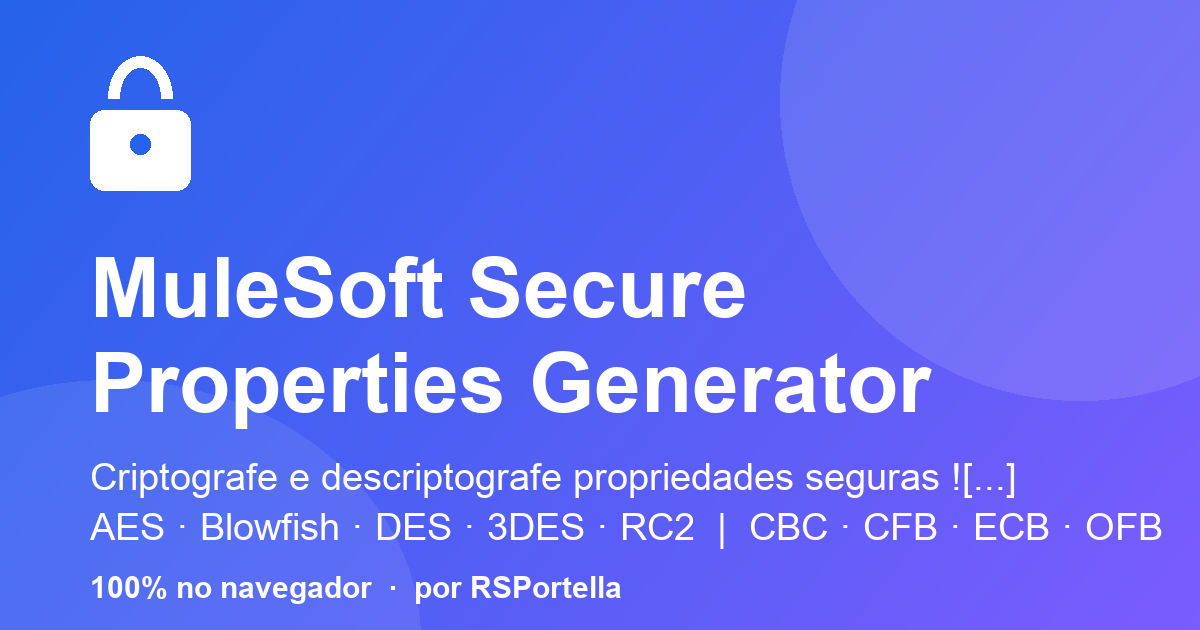 MuleSoft Secure
Properties Generator
Criptografe e descriptografe propriedades seguras ![...]
AES · Blowfish · DES · 3DES · RC2 | CBC · CFB · ECB · OFB
100% no navegador · por RSPortella